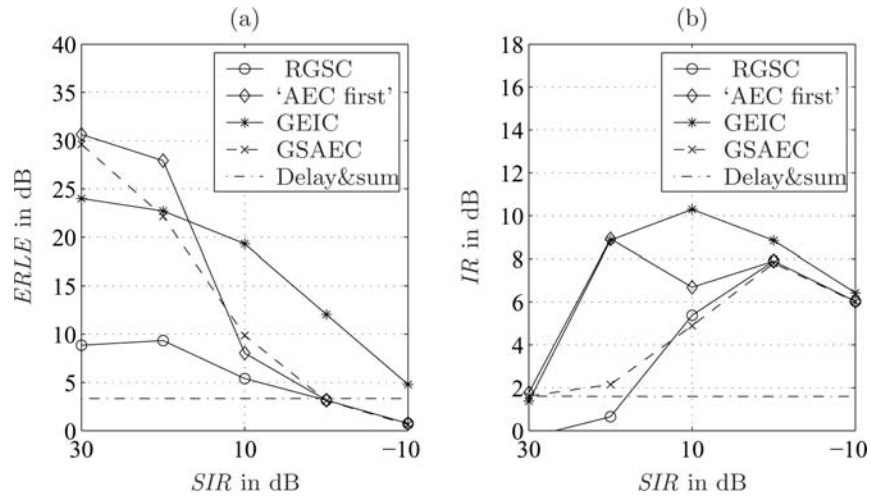 (a)
40
35
30
25
20
15
10
5
0
30
10
−10
ERLE in dB
SIR in dB
RGSC
‘AEC first’
GEIC
GSAEC
Delay&sum
(b)
18
16
14
12
10
8
6
4
2
0
30
10
−10
IR in dB
SIR in dB
RGSC
‘AEC first’
GEIC
GSAEC
Delay&sum